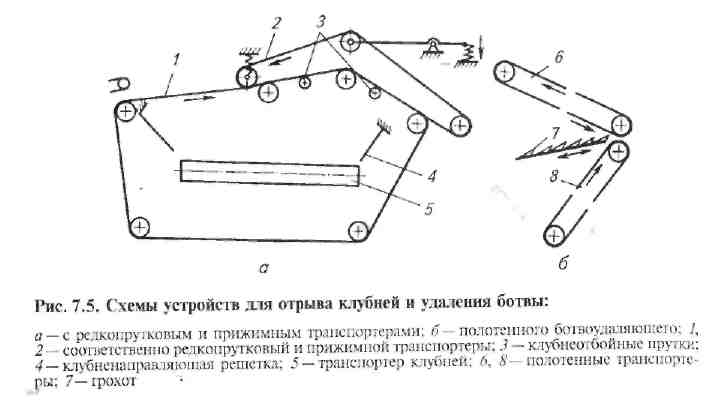 1
2
3
6
7
8
4
5
а
б
Рис. 7.5. Схемы устройств для отрыва клубней и удаления ботвы:
а — с редкопрутковым и прижимным транспортерами; б — полотенного ботвоудаляющего; 1,
2 — соответственно редкопрутковый и прижимной транспортеры; 3 — клубнеотбойные прутки;
4 — клубненаправляющая решетка; 5 — транспортер клубней; 6, 8 — полотенные транспорте-
ры; 7 — грохот